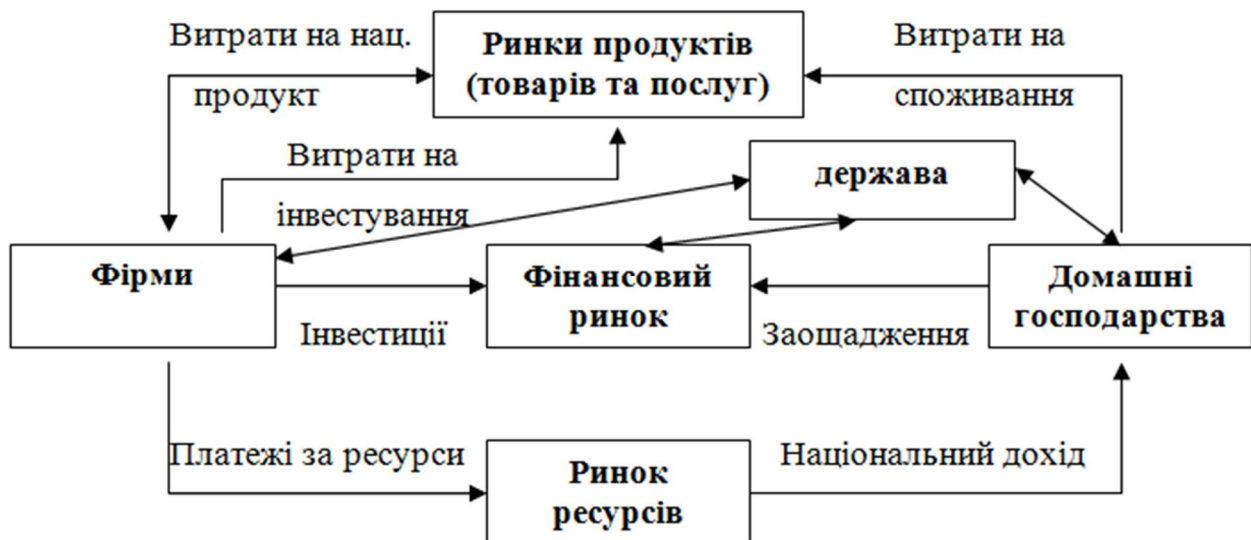 Витрати на нац.
продукт
Ринки продуктів
(товарів та послуг)
Витрати на
споживання
Витрати на
інвестування
держава
Фірми
Фінансовий
ринок
Домашні
господарства
Інвестиції
Заощадження
Платежі за ресурси
Ринок
ресурсів
Національний дохід